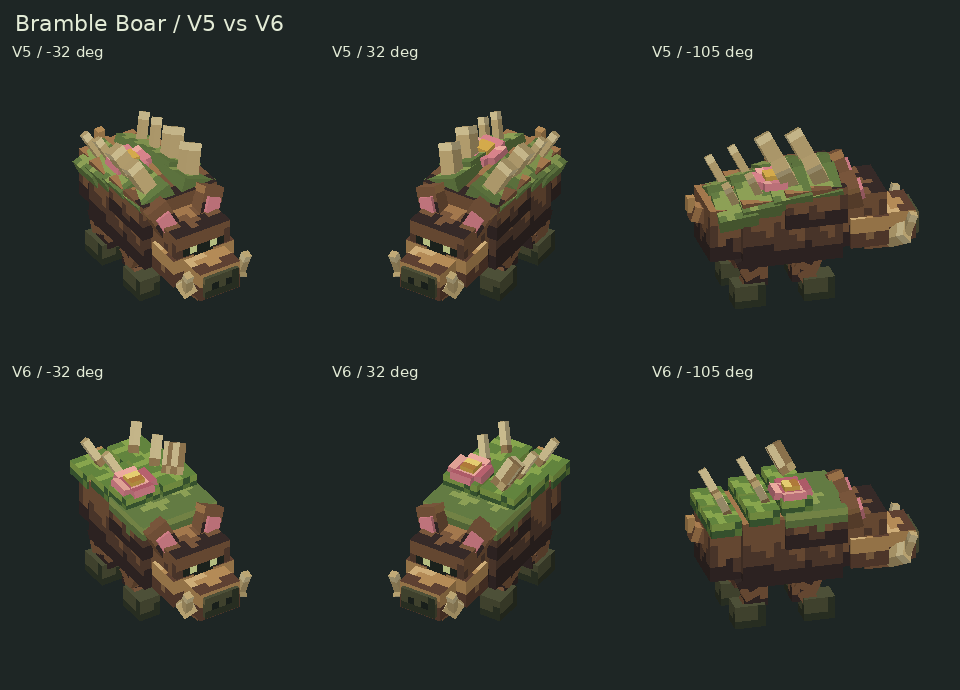 Bramble Boar / V5 vs V6
V5 / -32 deg
V5 / 32 deg
V5 / -105 deg
V6 / -32 deg
V6 / 32 deg
V6 / -105 deg